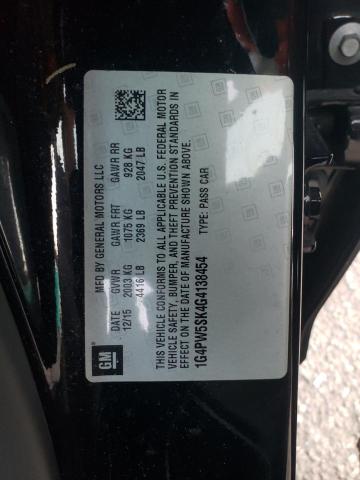 MFD BY GENERAL MOTORS LLC
GVWR GAWR FRT GAWR RR
12/15 2003 KG 1075 KG 928 KG
4416 LB 2369 LB 2047 LB
THIS VEHICLE CONFORMS TO ALL APPLICABLE U.S. FEDERAL MOTOR
VEHICLE SAFETY, BUMPER, AND THEFT PREVENTION STANDARDS IN
EFFECT ON THE DATE OF MANUFACTURE SHOWN ABOVE.
1G4PW5SK4G4138454 TYPE: PASS CAR
GM